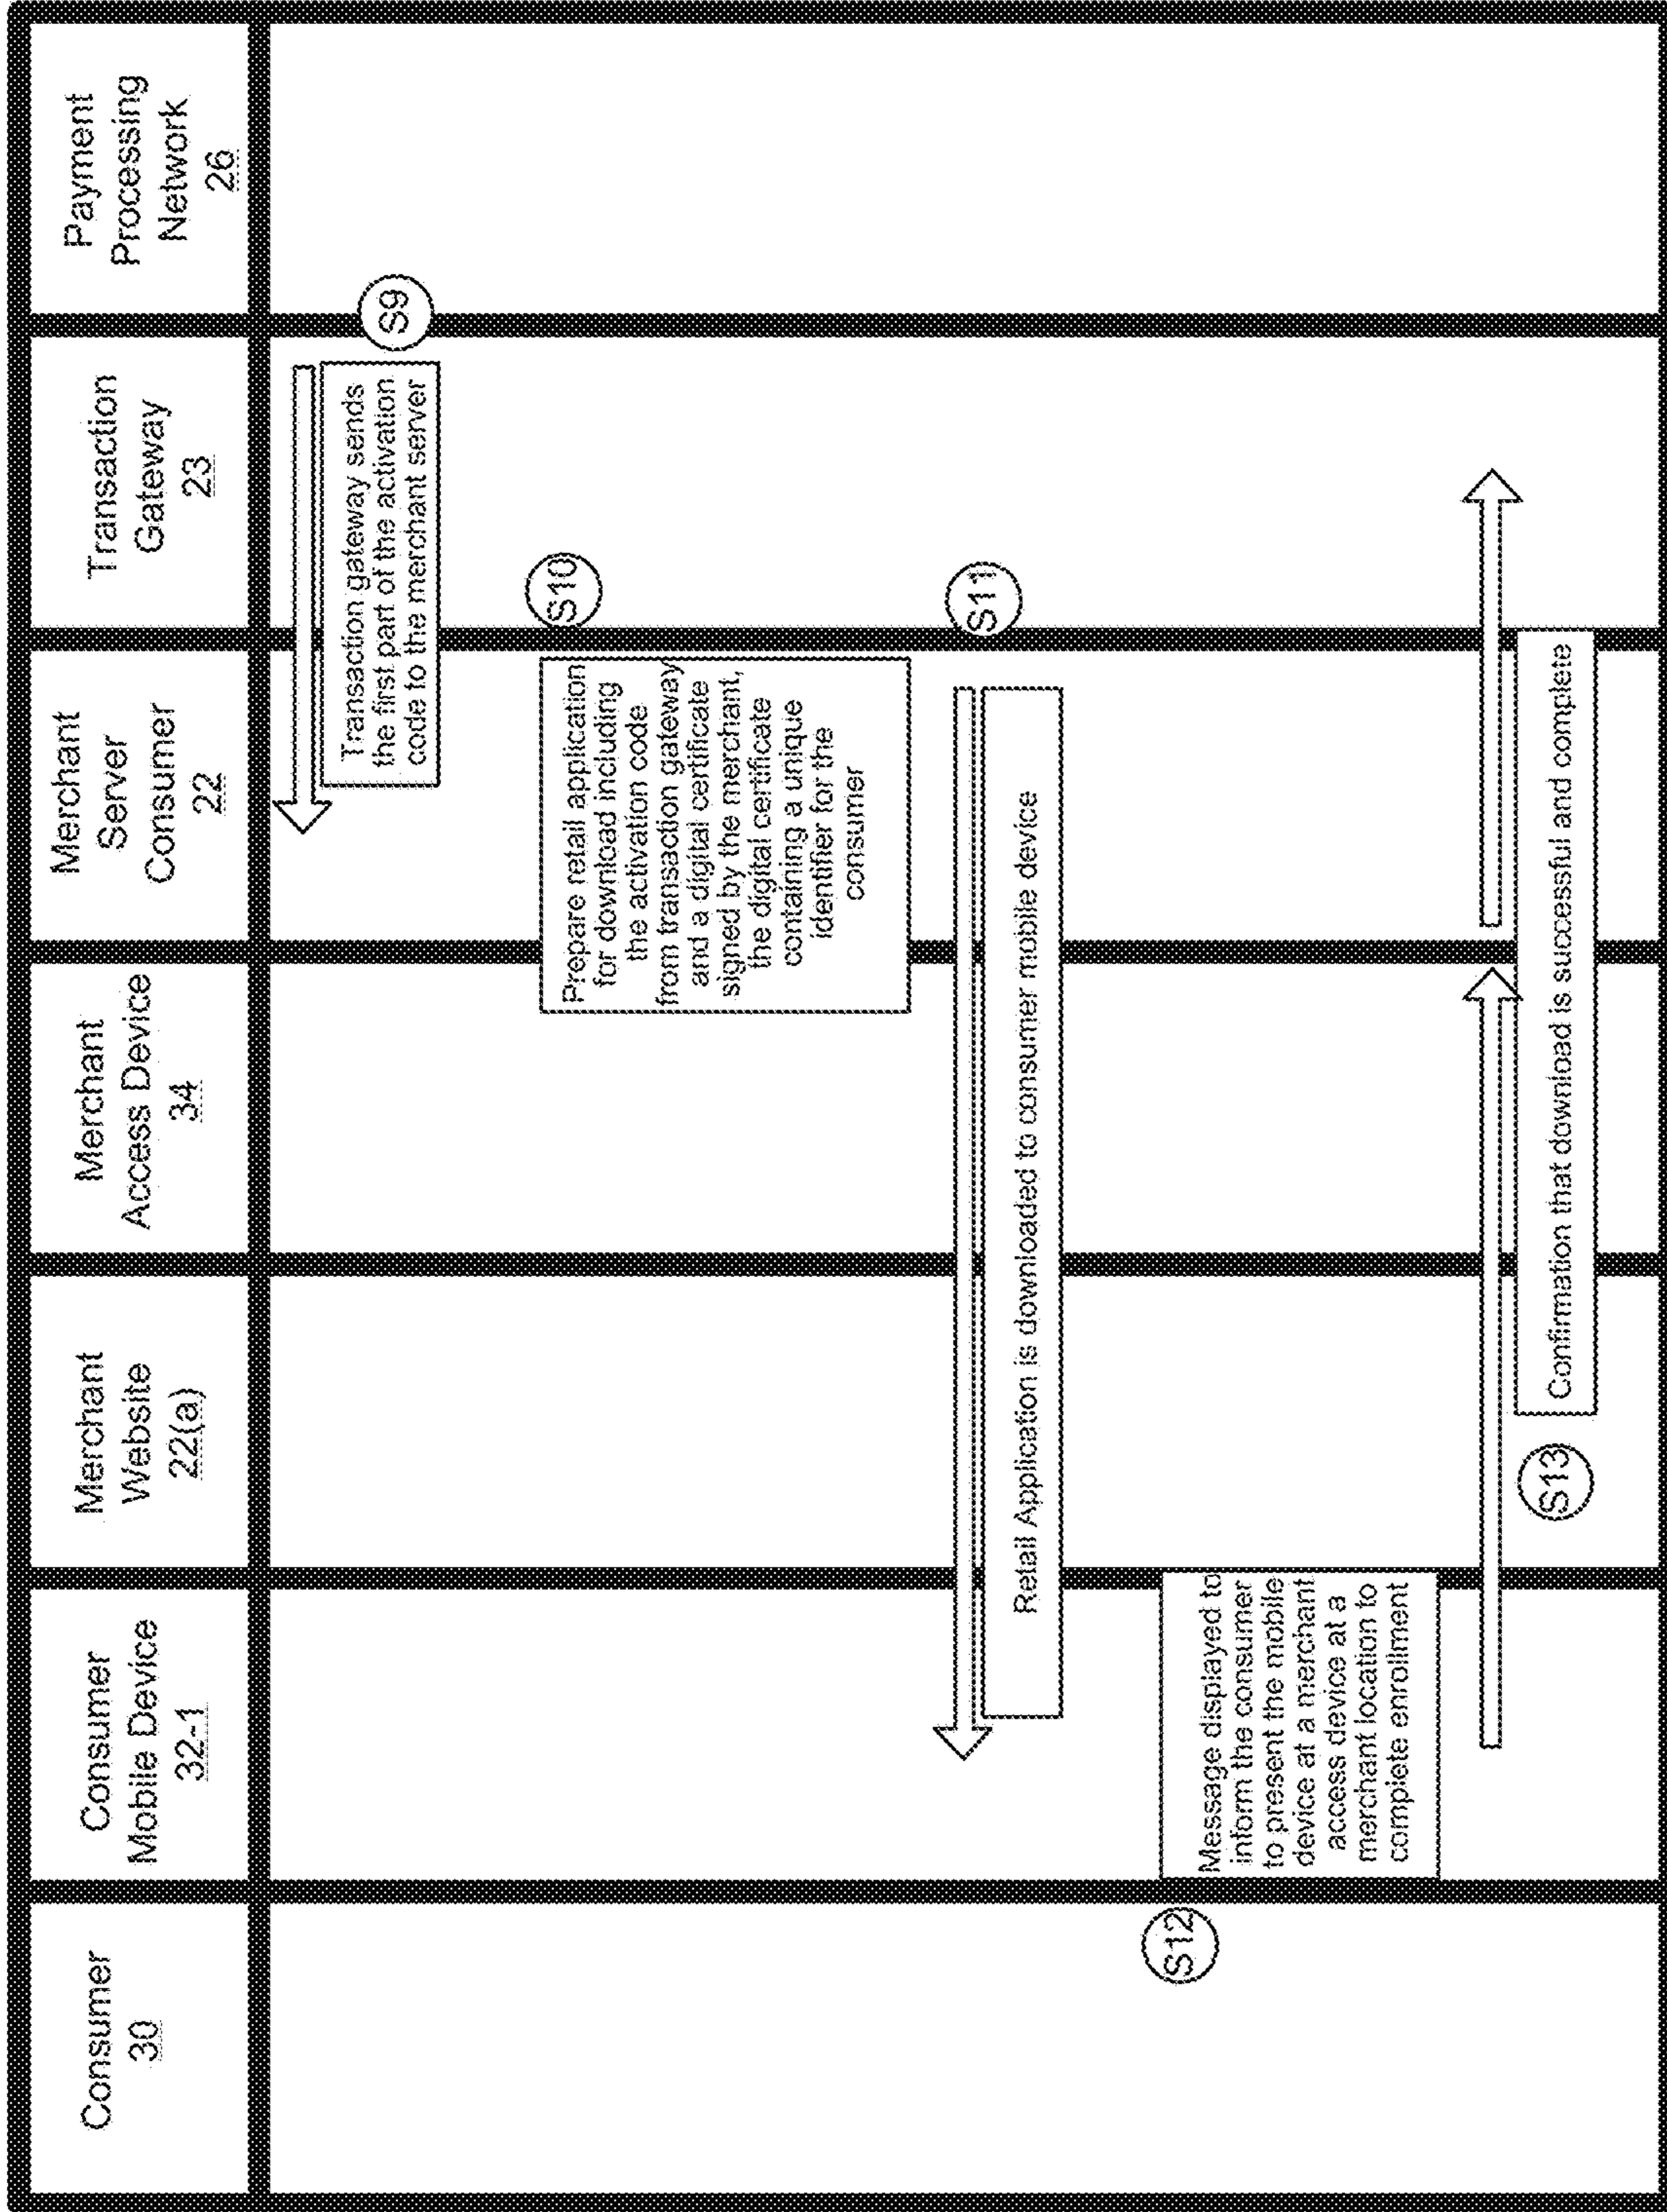 Consumer
30
Consumer
Mobile Device
32-1
Merchant
Website
22(a)
Merchant
Access Device
34
Merchant
Server
Consumer
22
Transaction
Gateway
23
Payment
Processing
Network
26
Transaction gateway sends
the first part of the activation
code to the merchant server
S9
Prepare retail application
for download including
the activation code
from transaction gateway
and a digital certificate
signed by the merchant,
the digital certificate
containing a unique
identifier for the
consumer
S10
Retail Application is downloaded to consumer mobile device
S11
S12
Message displayed to
inform the consumer
to present the mobile
device at a merchant
access device at a
merchant location to
complete enrollment
S13
Confirmation that download is successful and complete